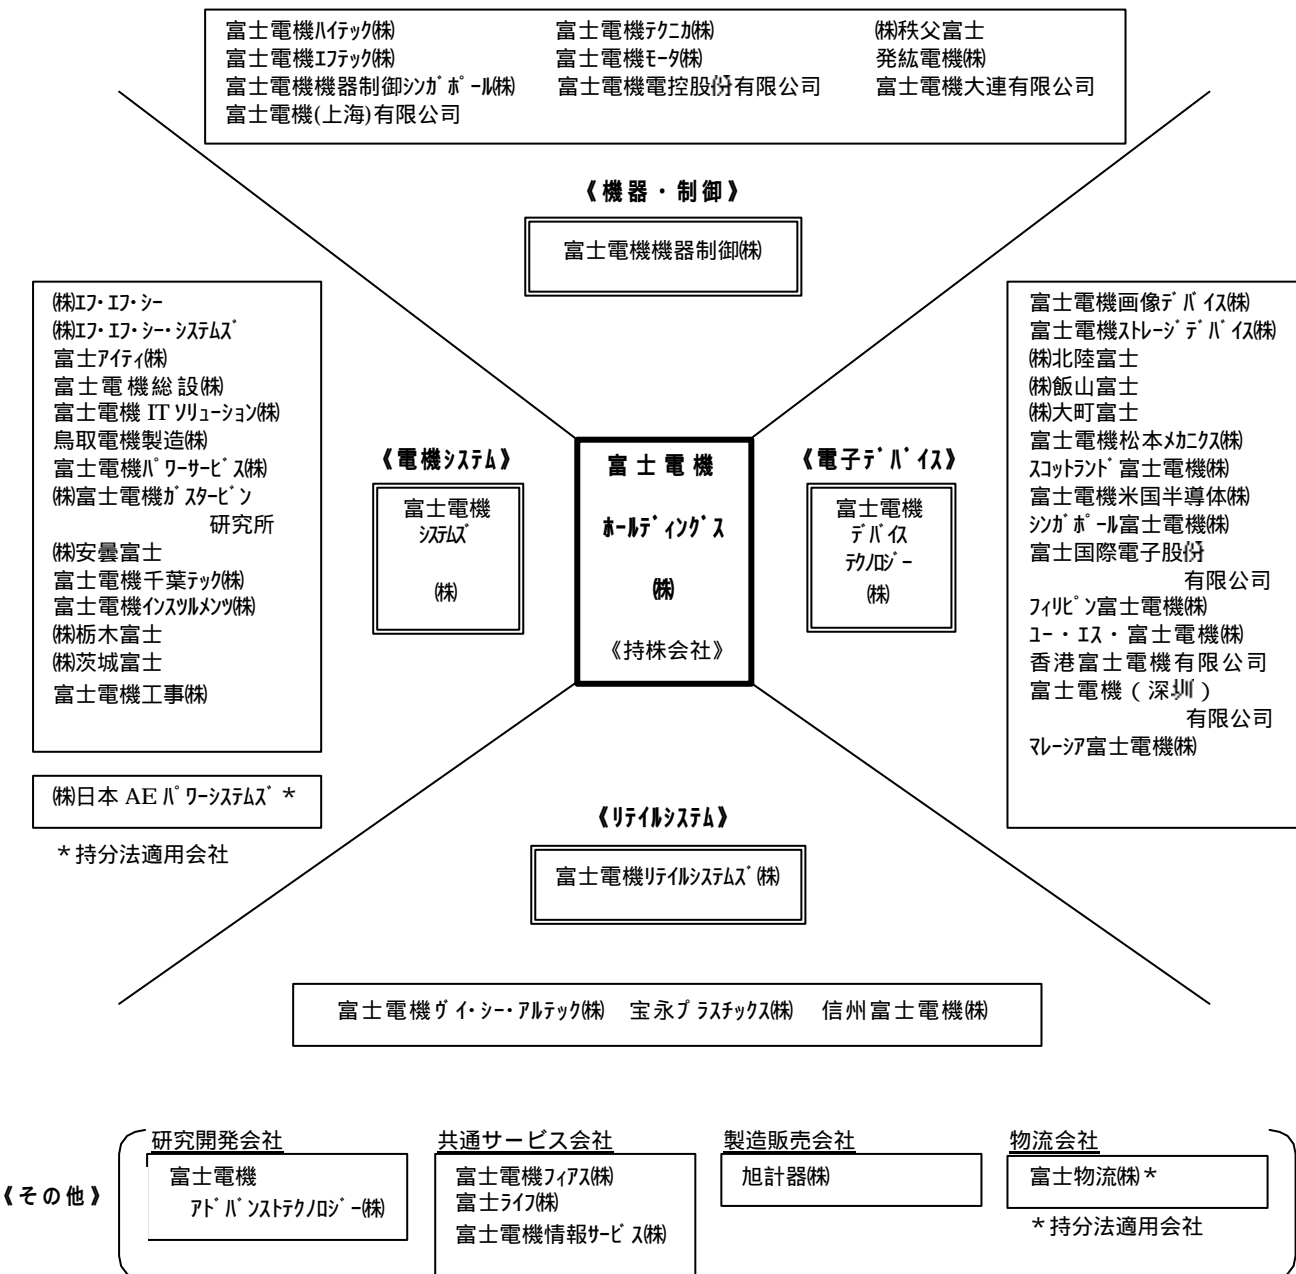 富士電機ハイテック㈱ 富士電機テクニカ㈱ ㈱秩父富士
富士電機エフテック㈱ 富士電機モータ㈱ 発紘電機㈱
富士電機機器制御シンガポール㈱ 富士電機電控股份有限公司 富士電機大連有限公司
富士電機(上海)有限公司
《機器・制御》
富士電機機器制御㈱
㈱エフ・エフ・シー
㈱エフ・エフ・シー・システムズ
富士アイティ㈱
富士電機総設㈱
富士電機 IT ソリューション㈱
鳥取電機製造㈱
富士電機パワーサービス㈱
㈱富士電機ガスタービン
研究所
㈱安曇富士
富士電機千葉テック㈱
富士電機インスツルメンツ㈱
㈱栃木富士
㈱茨城富士
富士電機工事㈱
㈱日本 AE パワーシステムズ *
*持分法適用会社
《電機システム》
富士電機
システムズ
㈱
富士電機
ホールディングス
㈱
《持株会社》
《電子デバイス》
富士電機
デバイス
テクノロジー
㈱
富士電機画像デバイス㈱
富士電機ストレージデバイス㈱
㈱北陸富士
㈱飯山富士
㈱大町富士
富士電機松本メカニクス㈱
スコットランド富士電機㈱
富士電機米国半導体㈱
シンガポール富士電機㈱
富士国際電子股份
有限公司
フィリピン富士電機㈱
ユー・エス・富士電機㈱
香港富士電機有限公司
富士電機(深圳)
有限公司
マレーシア富士電機㈱
《リテイルシステム》
富士電機リテイルシステムズ㈱
富士電機ヴイ・シー・アルテック㈱ 宝永プラスチックス㈱ 信州富士電機㈱
《その他》
研究開発会社
富士電機
アドバンストテクノロジー㈱
共通サービス会社
富士電機フィアス㈱
富士ライフ㈱
富士電機情報サービス㈱
製造販売会社
旭計器㈱
物流会社
富士物流㈱*
*持分法適用会社